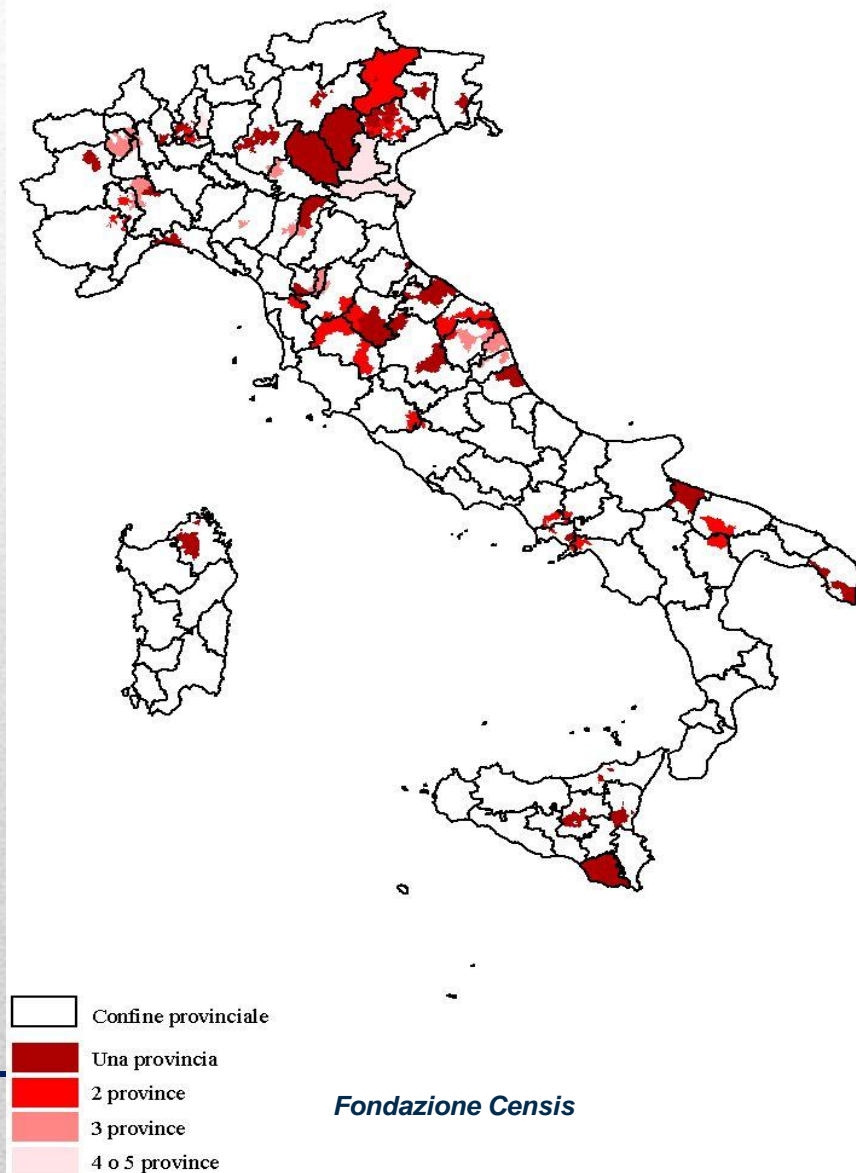 Confine provinciale
Una provincia
2 province
3 province
4 o 5 province
Fondazione Censis